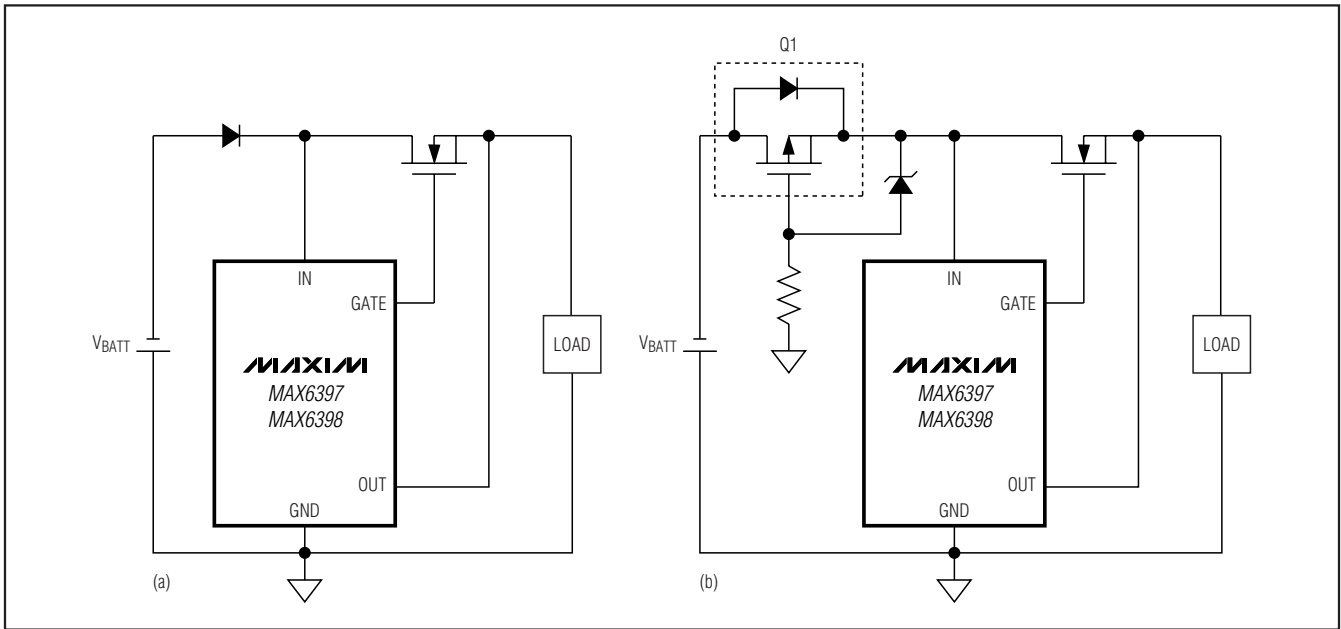 IN
GATE
V_BATT
MAXIM
MAX6397
MAX6398
LOAD
OUT
GND
(a)
Q1
IN
GATE
V_BATT
MAXIM
MAX6397
MAX6398
LOAD
OUT
GND
(b)